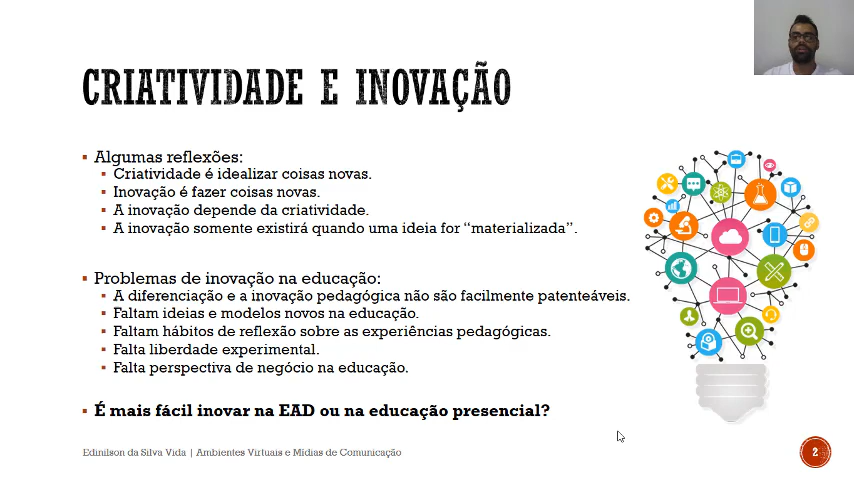 CRIATIVIDADE E INOVAÇÃO
Algumas reflexões:
Criatividade é idealizar coisas novas.
Inovação é fazer coisas novas.
A inovação depende da criatividade.
A inovação somente existirá quando uma ideia for “materializada”.
Problemas de inovação na educação:
A diferenciação e a inovação pedagógica não são facilmente patenteáveis.
Faltam ideias e modelos novos na educação.
Faltam hábitos de reflexão sobre as experiências pedagógicas.
Falta liberdade experimental.
Falta perspectiva de negócio na educação.
É mais fácil inovar na EAD ou na educação presencial?
Edinilson da Silva Vida | Ambientes Virtuais e Mídias de Comunicação
2